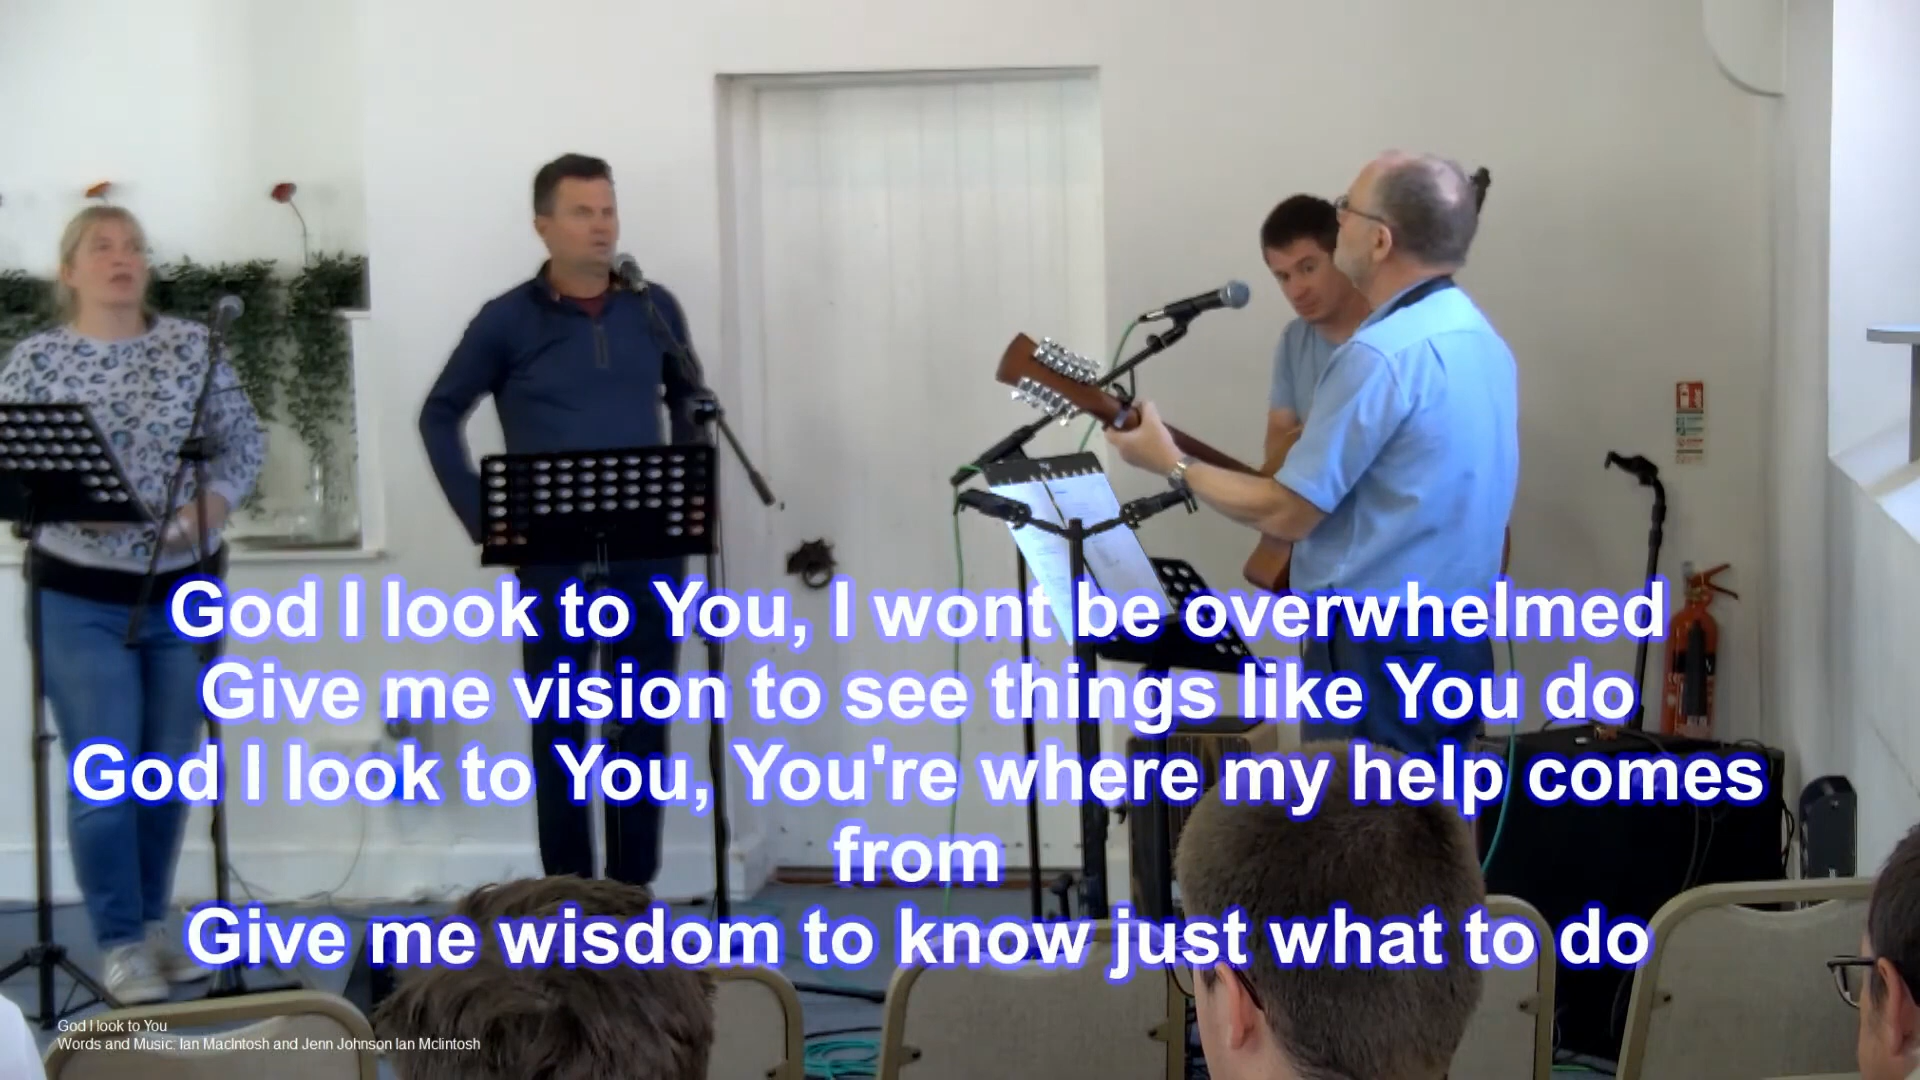 God I look to You, I wont be overwhelmed
Give me vision to see things like You do
God I look to You, You're where my help comes
from
Give me wisdom to know just what to do
God I look to You
Words and Music: Ian MacIntosh and Jenn Johnson Ian McIintosh